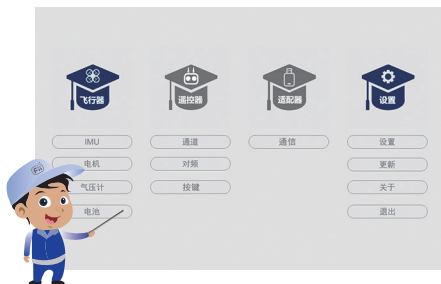 飞行器 遥控器 适配器 设置
IMU 通道 通信 设置
电机 对频 更新
气压计 按键 关于
电池 退出